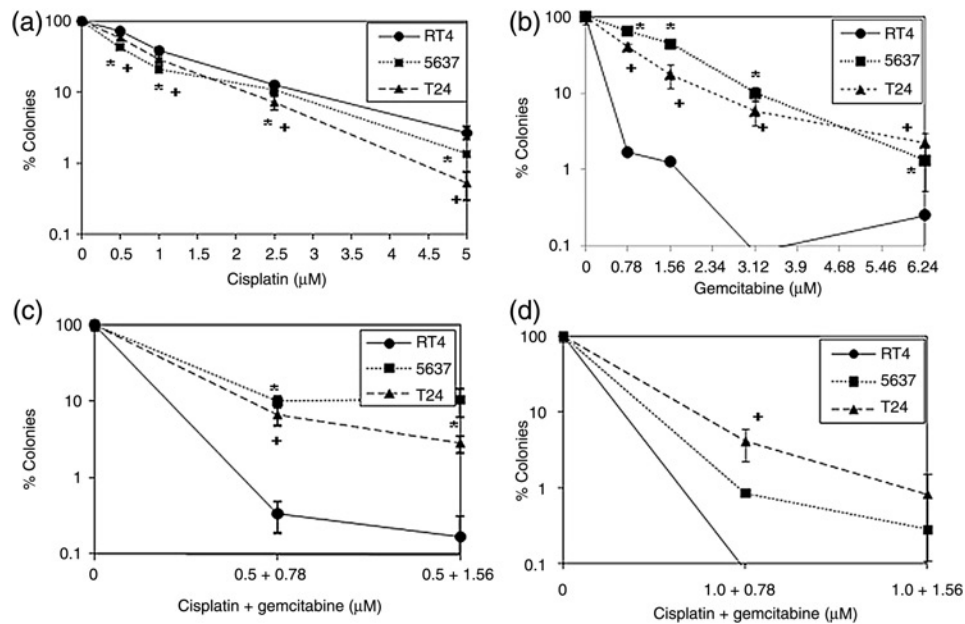 (a)
100
10
1
0.1
% Colonies
RT4
5637
T24
* +
* +
* +
*
+
0 0.5 1 1.5 2 2.5 3 3.5 4 4.5 5
Cisplatin (µM)
(b)
100
10
1
0.1
% Colonies
RT4
5637
T24
* *
+
+
*
+
+
*
0 0.78 1.56 2.34 3.12 3.9 4.68 5.46 6.24
Gemcitabine (µM)
(c)
100
10
1
0.1
% Colonies
RT4
5637
T24
*
+
*
0 0.5 + 0.78 0.5 + 1.56
Cisplatin + gemcitabine (µM)
(d)
100
10
1
0.1
% Colonies
RT4
5637
T24
+
0 1.0 + 0.78 1.0 + 1.56
Cisplatin + gemcitabine (µM)